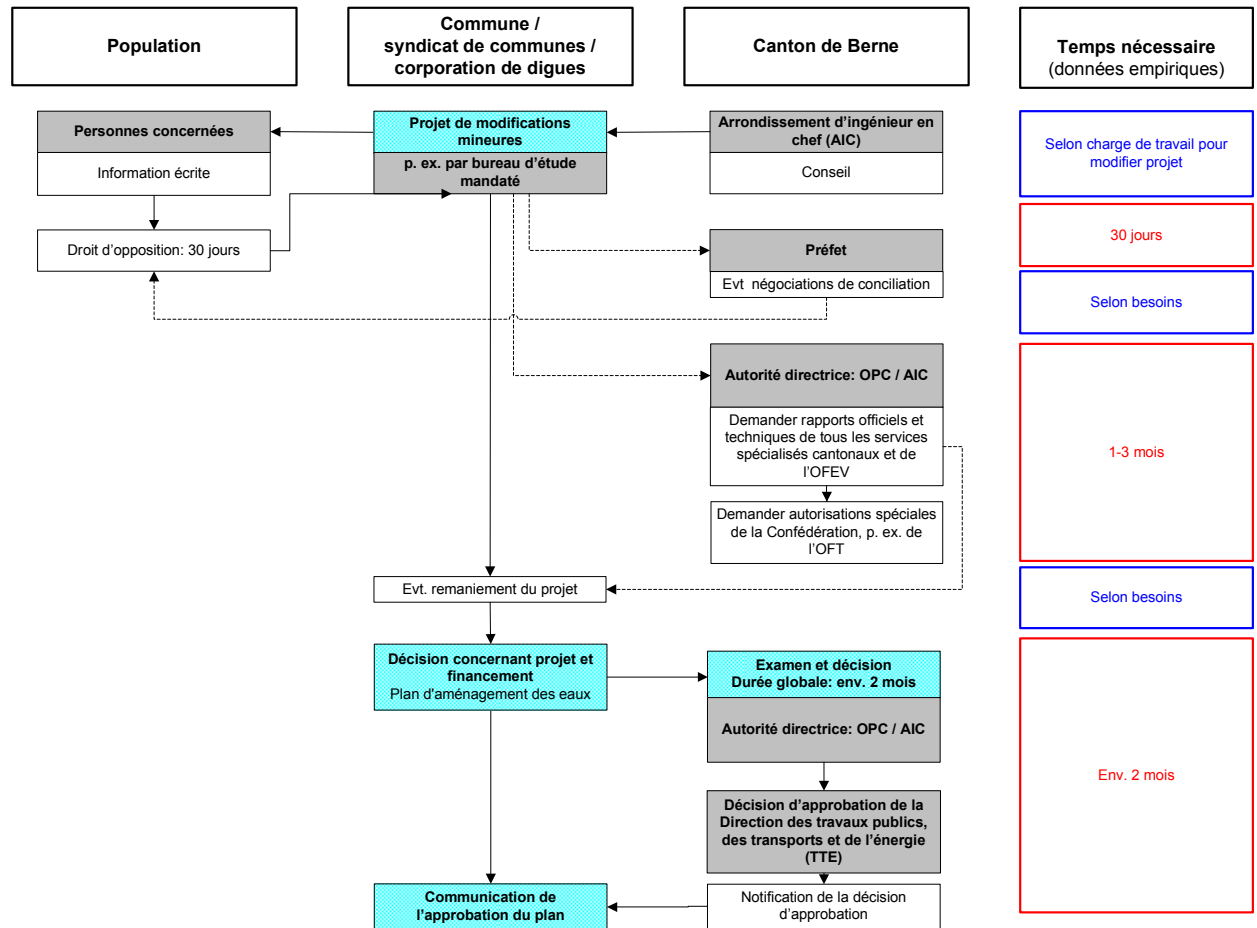 Population
Commune /
syndicat de communes /
corporation de digues
Canton de Berne
Temps nécessaire
(données empiriques)
Personnes concernées
Information écrite
Projet de modifications
mineures
p. ex. par bureau d'étude
mandaté
Arrondissement d'ingénieur en
chef (AIC)
Conseil
Selon charge de travail pour
modifier projet
Droit d'opposition: 30 jours
Préfet
Evt négociations de conciliation
30 jours
Selon besoins
Autorité directrice: OPC / AIC
Demander rapports officiels et
techniques de tous les services
spécialisés cantonaux et de
l'OFEV
Demander autorisations spéciales
de la Confédération, p. ex. de
l'OFT
1-3 mois
Evt. remaniement du projet
Selon besoins
Décision concernant projet et
financement
Plan d'aménagement des eaux
Examen et décision
Durée globale: env. 2 mois
Autorité directrice: OPC / AIC
Env. 2 mois
Décision d'approbation de la
Direction des travaux publics,
des transports et de l'énergie
(TTE)
Communication de
l'approbation du plan
Notification de la décision
d'approbation